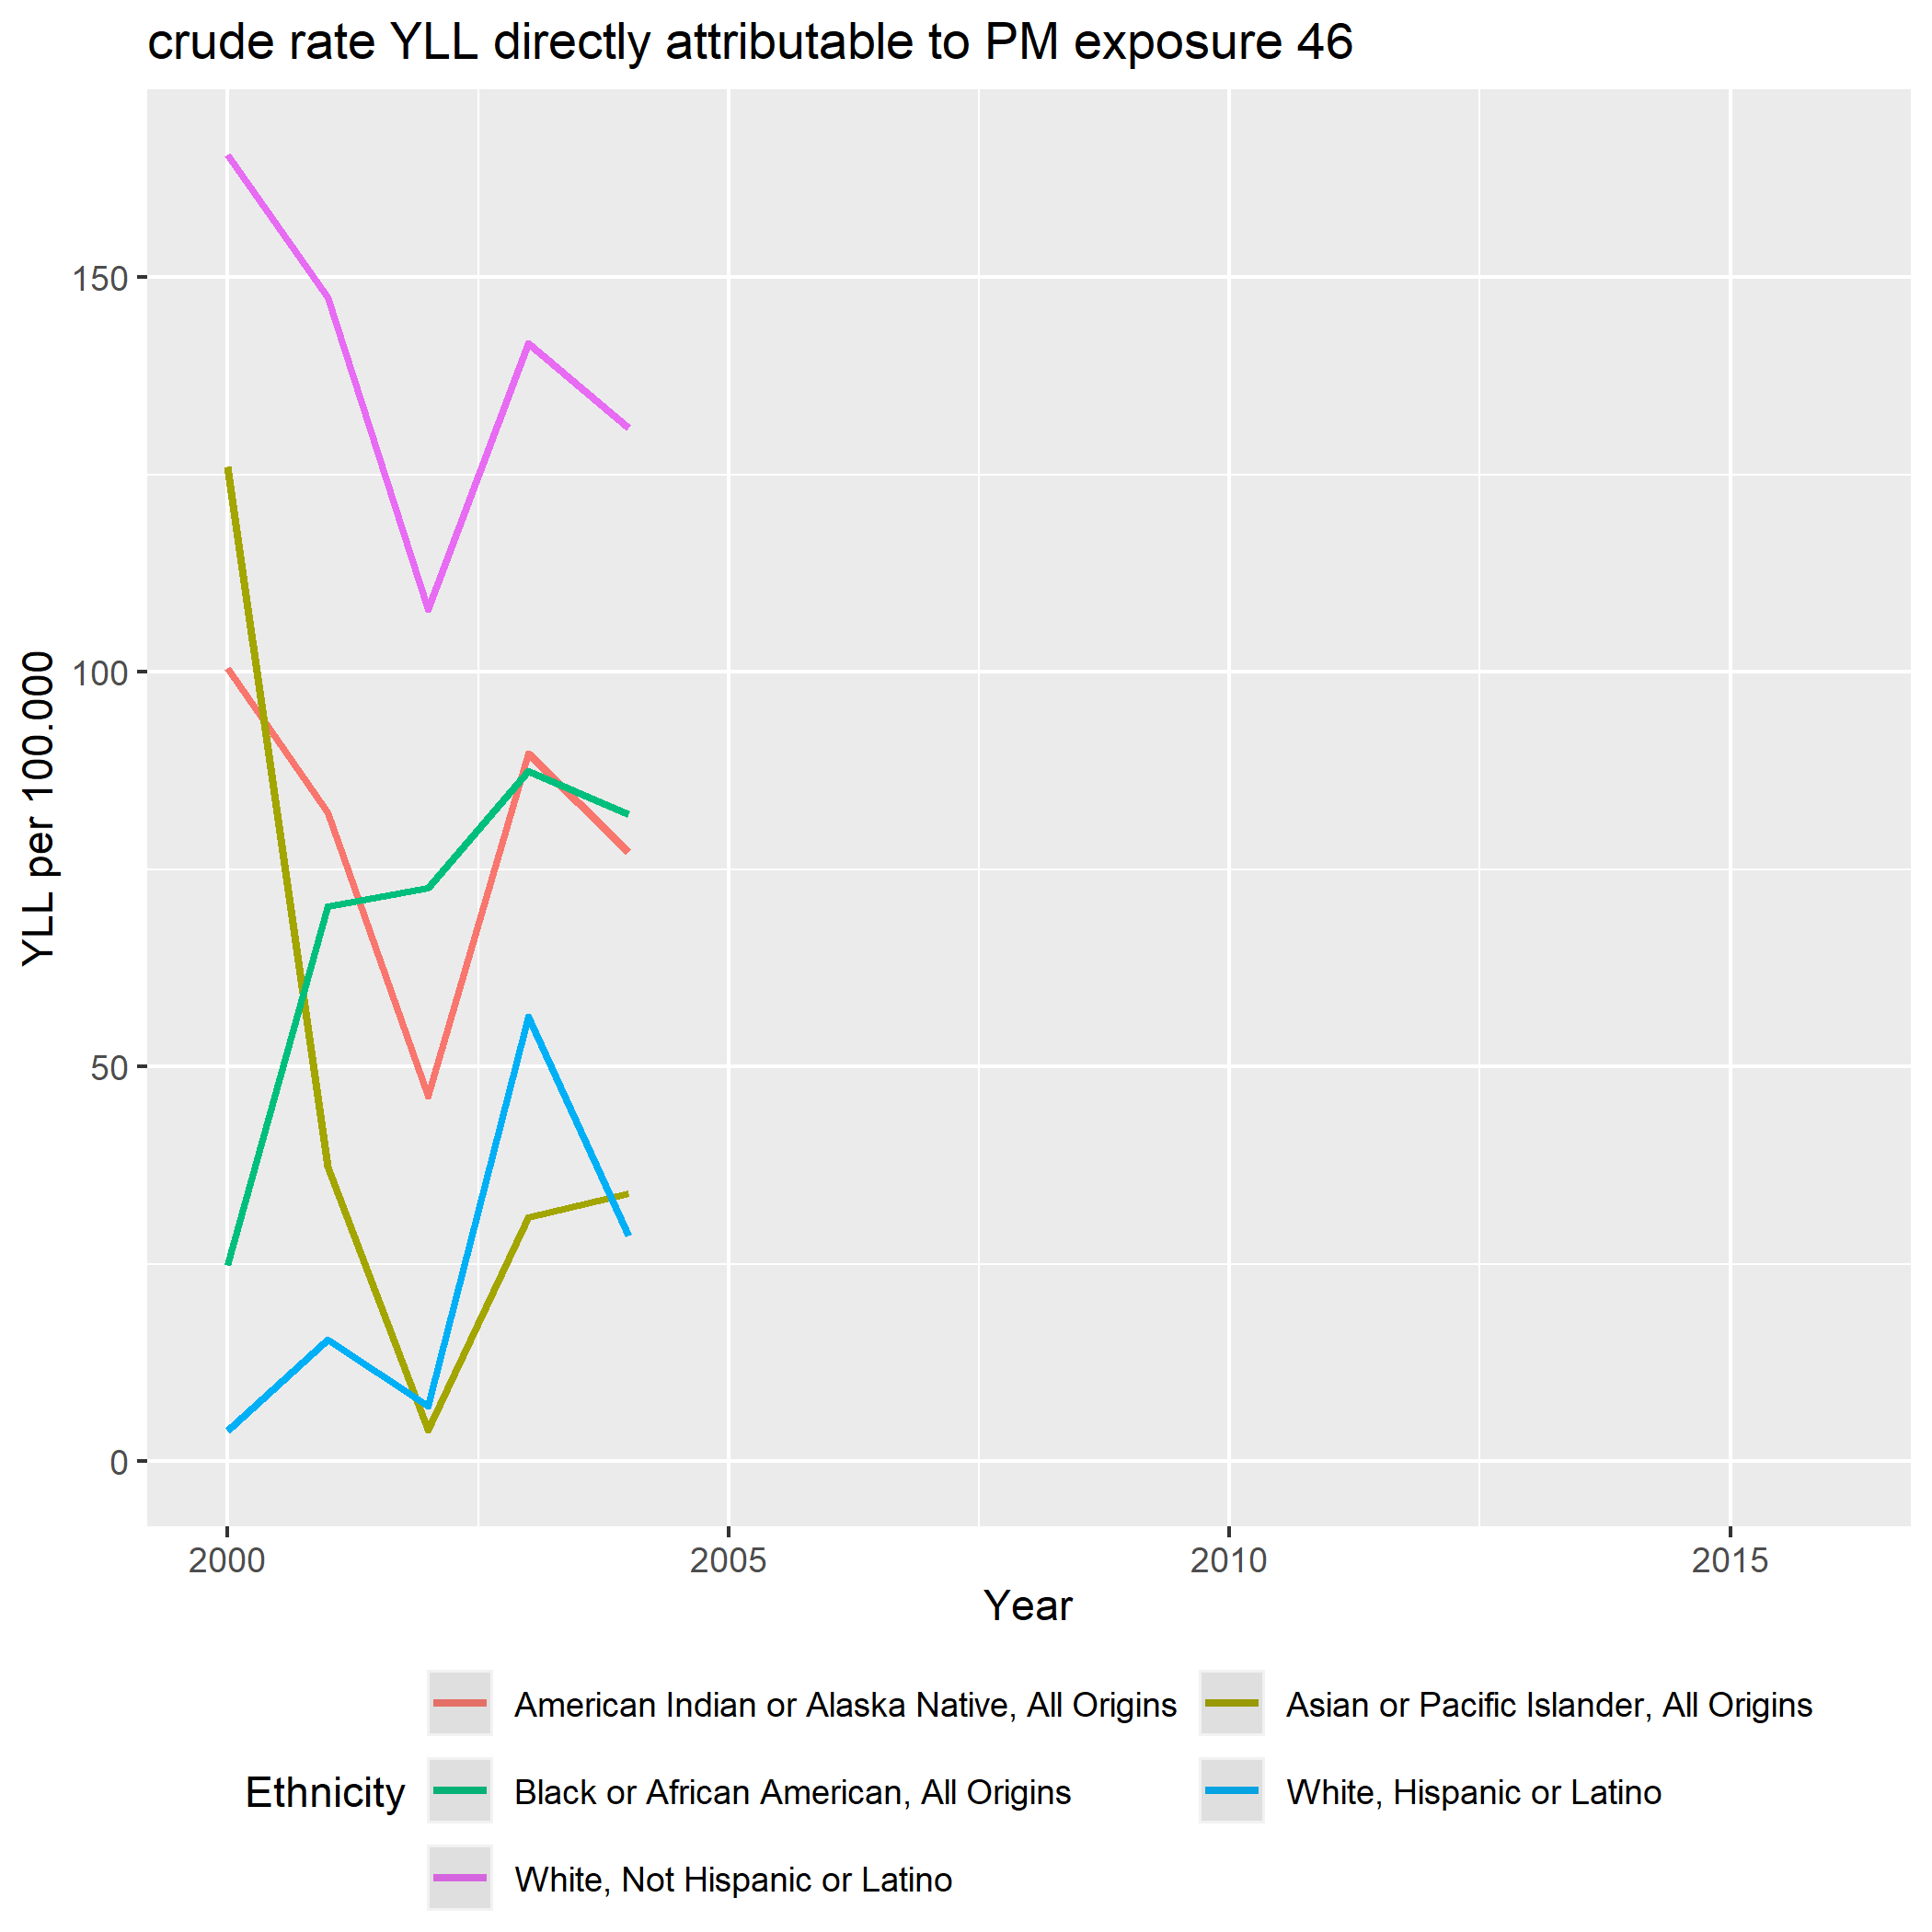 crude rate YLL directly attributable to PM exposure 46
YLL per 100.000
150
100
50
0
2000 2005 2010 2015
Year
Ethnicity
American Indian or Alaska Native, All Origins Asian or Pacific Islander, All Origins
Black or African American, All Origins White, Hispanic or Latino
White, Not Hispanic or Latino